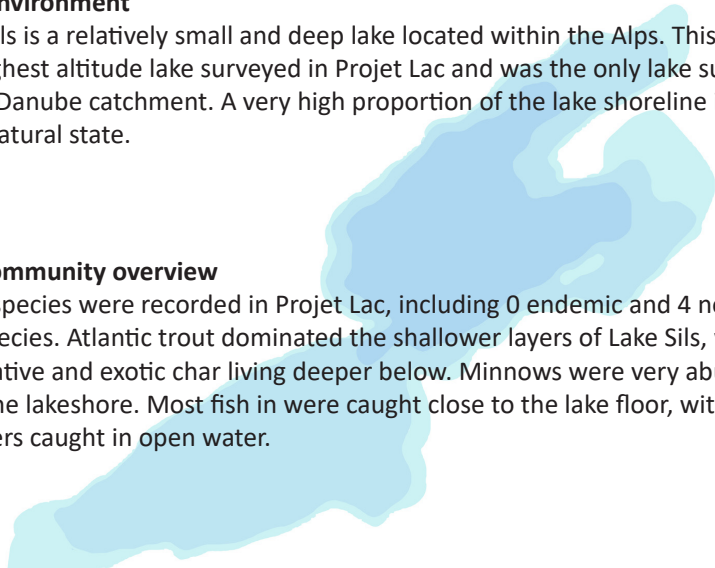 nvironment
ls is a relatively small and deep lake located within the Alps. This
ghest altitude lake surveyed in Projet Lac and was the only lake su
Danube catchment. A very high proportion of the lake shoreline
natural state.
ommunity overview
species were recorded in Projet Lac, including 0 endemic and 4 n
ecies. Atlantic trout dominated the shallower layers of Lake Sils,
ative and exotic char living deeper below. Minnows were very abu
he lakeshore. Most fish in were caught close to the lake floor, wit
ers caught in open water.